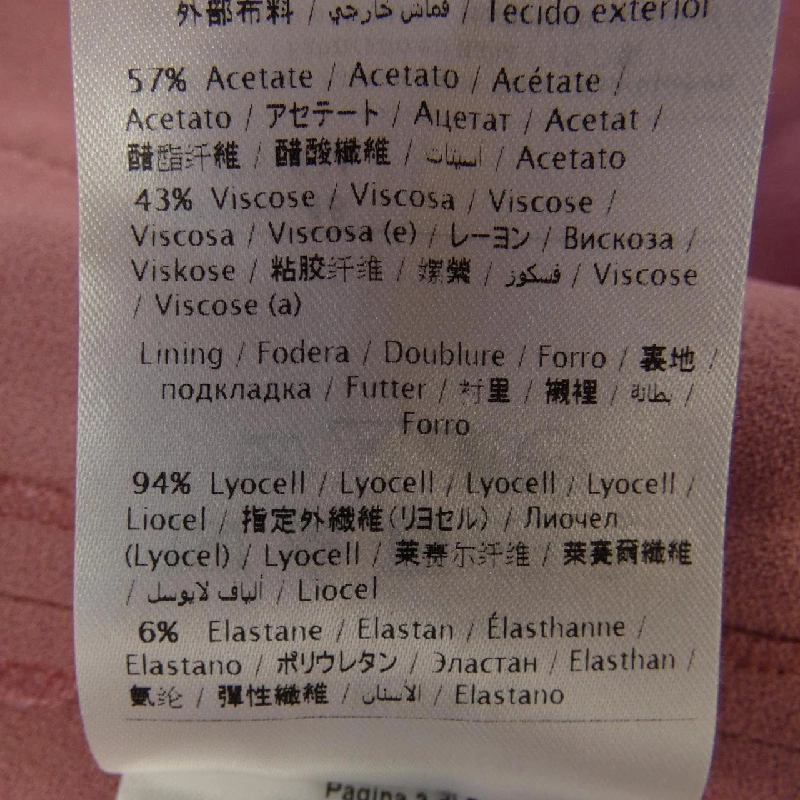 外部布料 / قماش خارجي / Tecido exterior
57% Acetate / Acetato / Acétate /
Acetato / アセテート / Ацетат / Acetat /
醋酯纤維 / 醋酸纖維 / أسيتات / Acetato
43% Viscose / Viscosa / Viscose /
Viscosa / Viscosa (e) / レーヨン / Вискоза /
Viskose / 粘胶纤维 / 嫘縈 / فسكوز / Viscose
/ Viscose (a)
Lining / Fodera / Doublure / Forro / 裏地 /
подкладка / Futter / 衬里 / 襯裡 / بطانة /
Forro
94% Lyocell / Lyocell / Lyocell / Lyocell /
Liocel / 指定外繊維(リヨセル) / Лиочел
(Lyocel) / Lyocell / 莱赛尔纤维 / 萊賽爾纖維
/ ألياف لايوسل / Liocel
6% Elastane / Elastan / Élasthanne /
Elastano / ポリウレタン / Эластан / Elasthan /
氨纶 / 彈性纖維 / الأستان / Elastano
Pagina